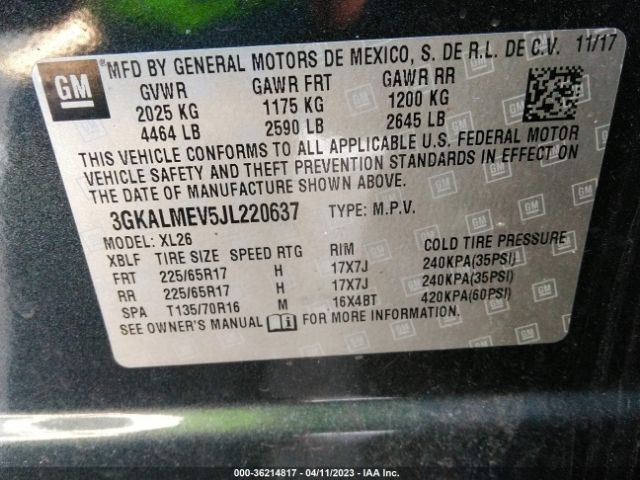 GM MFD BY GENERAL MOTORS DE MEXICO, S. DE R.L. DE C.V. 11/17
GVWR GAWR FRT GAWR RR
2025 KG 1175 KG 1200 KG
4464 LB 2590 LB 2645 LB
THIS VEHICLE CONFORMS TO ALL APPLICABLE U.S. FEDERAL MOTOR
VEHICLE SAFETY AND THEFT PREVENTION STANDARDS IN EFFECT ON
THE DATE OF MANUFACTURE SHOWN ABOVE.
3GKALMEV5JL220637 TYPE: M.P.V.
MODEL: XL26
XBLF TIRE SIZE SPEED RTG RIM COLD TIRE PRESSURE
FRT 225/65R17 H 17X7J 240KPA(35PSI)
RR 225/65R17 H 17X7J 240KPA(35PSI)
SPA T135/70R16 M 16X4BT 420KPA(60PSI)
SEE OWNER'S MANUAL FOR MORE INFORMATION.
000-36214817 - 04/11/2023 - IAA Inc.